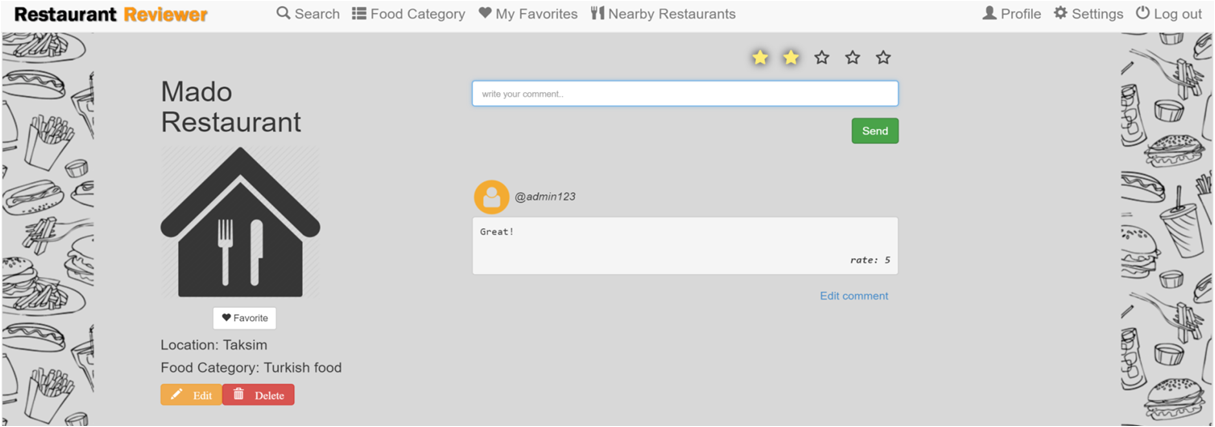 Restaurant Reviewer Search Food Category My Favorites Nearby Restaurants Profile Settings Log out
Mado
Restaurant
Favorite
Location: Taksim
Food Category: Turkish food
Edit Delete
write your comment..
Send
@admin123
Great!
rate: 5
Edit comment